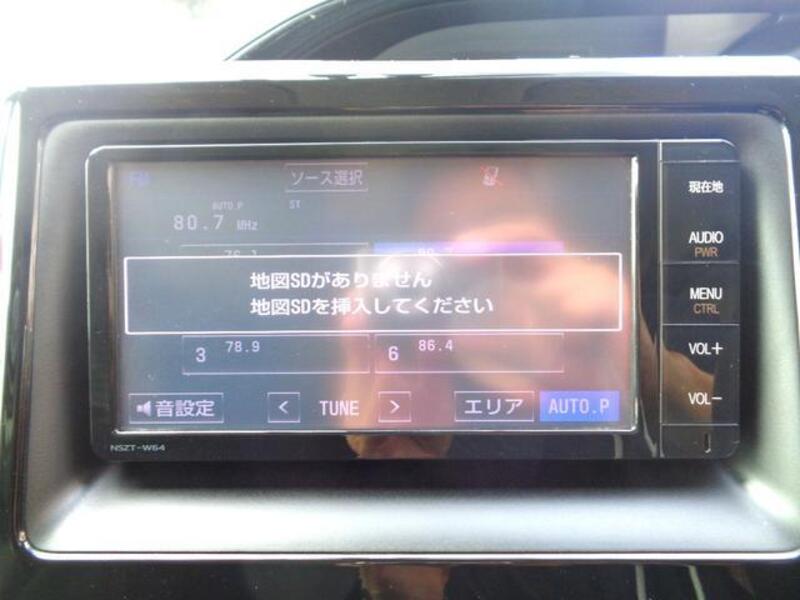 FM
ソース選択
AUTO.P
ST
80.7 MHz
地図SDがありません
地図SDを挿入してください
3 78.9
6 86.4
音設定
< TUNE >
エリア
AUTO.P
現在地
AUDIO
PWR
MENU
CTRL
VOL+
VOL-
NSZT-W64